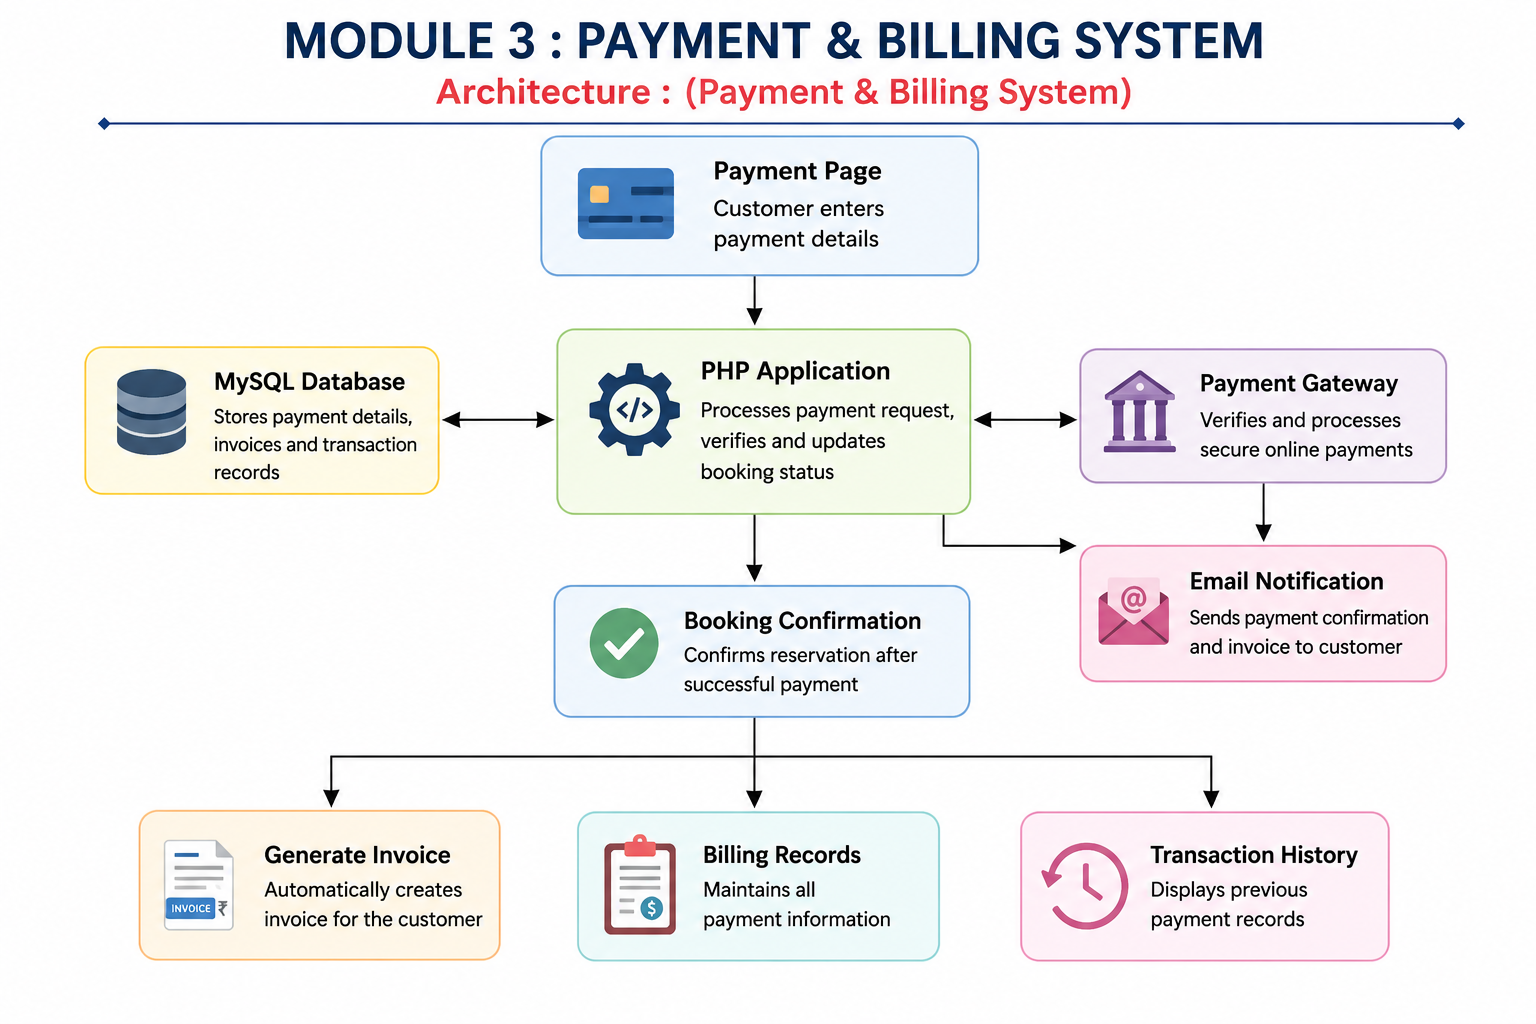 MODULE 3 : PAYMENT & BILLING SYSTEM
Architecture : (Payment & Billing System)
Payment Page
Customer enters
payment details
MySQL Database
Stores payment details,
invoices and transaction
records
</>
PHP Application
Processes payment request,
verifies and updates
booking status
Payment Gateway
Verifies and processes
secure online payments
@
Email Notification
Sends payment confirmation
and invoice to customer
Booking Confirmation
Confirms reservation after
successful payment
INVOICE ₹
Generate Invoice
Automatically creates
invoice for the customer
$
Billing Records
Maintains all
payment information
Transaction History
Displays previous
payment records